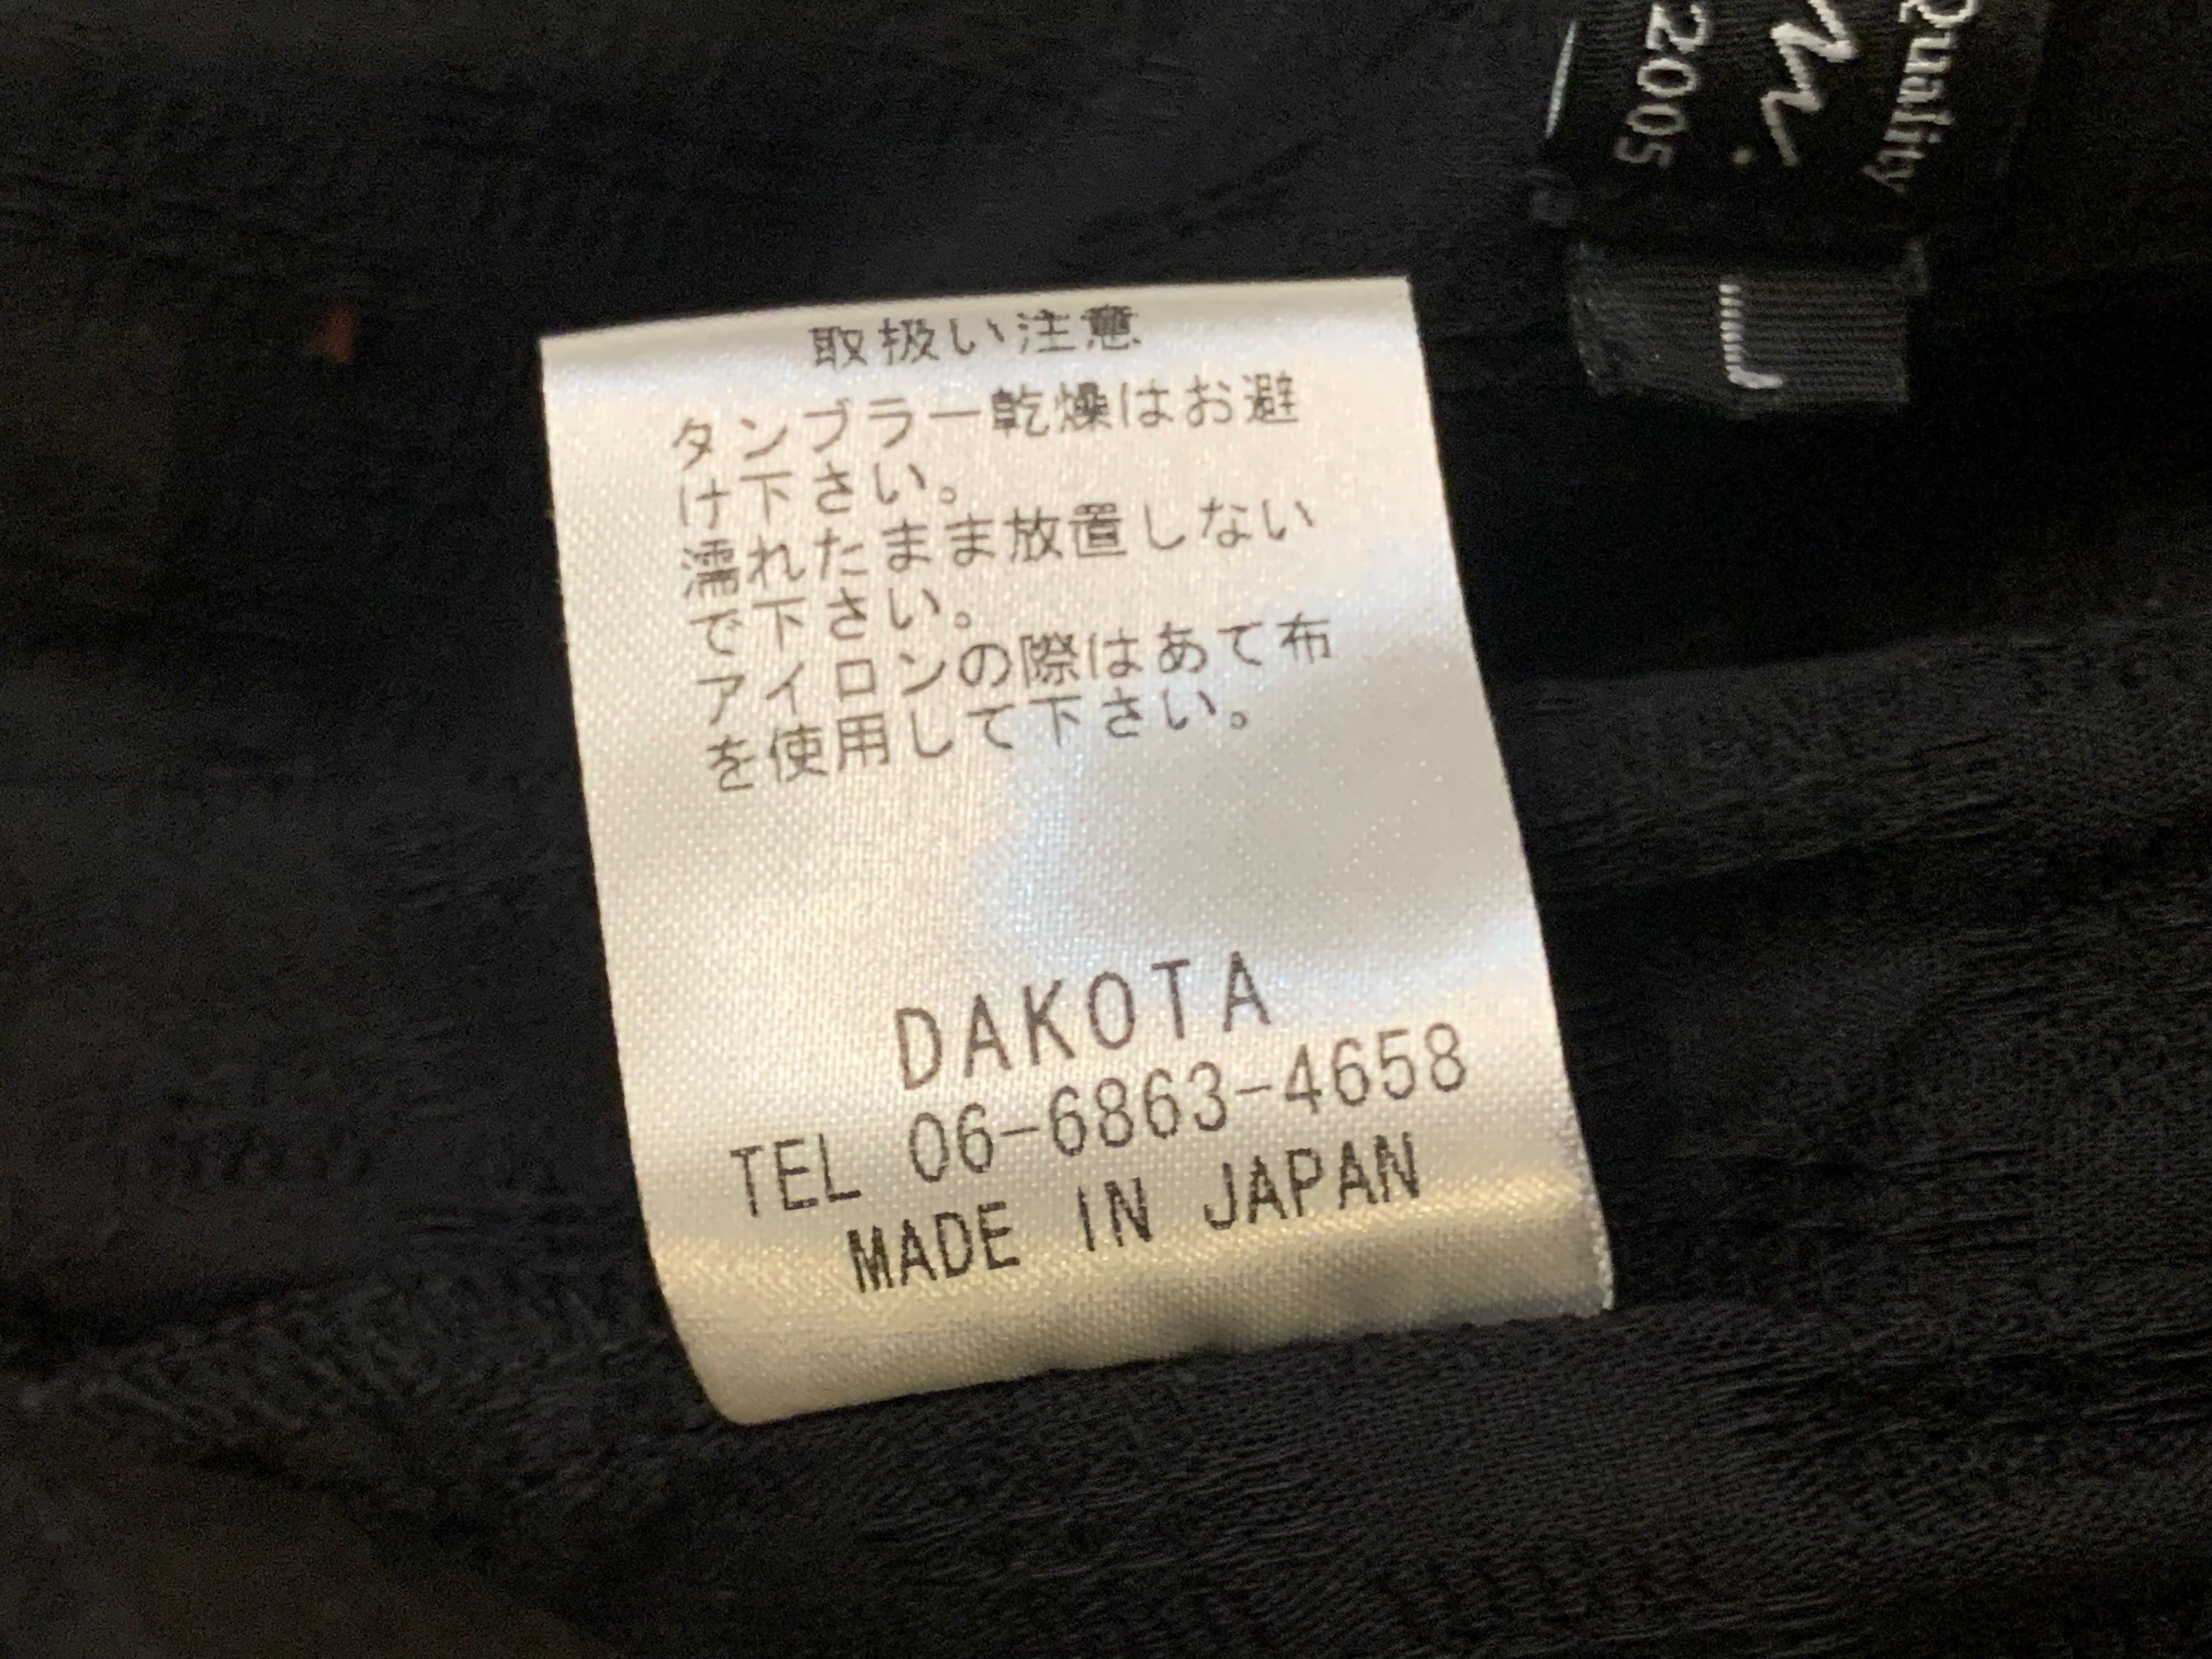 取扱い注意
タンブラー乾燥はお避
け下さい。
濡れたまま放置しない
で下さい。
アイロンの際はあて布
を使用して下さい。
DAKOTA
TEL 06-6863-4658
MADE IN JAPAN
Quality
2005
L